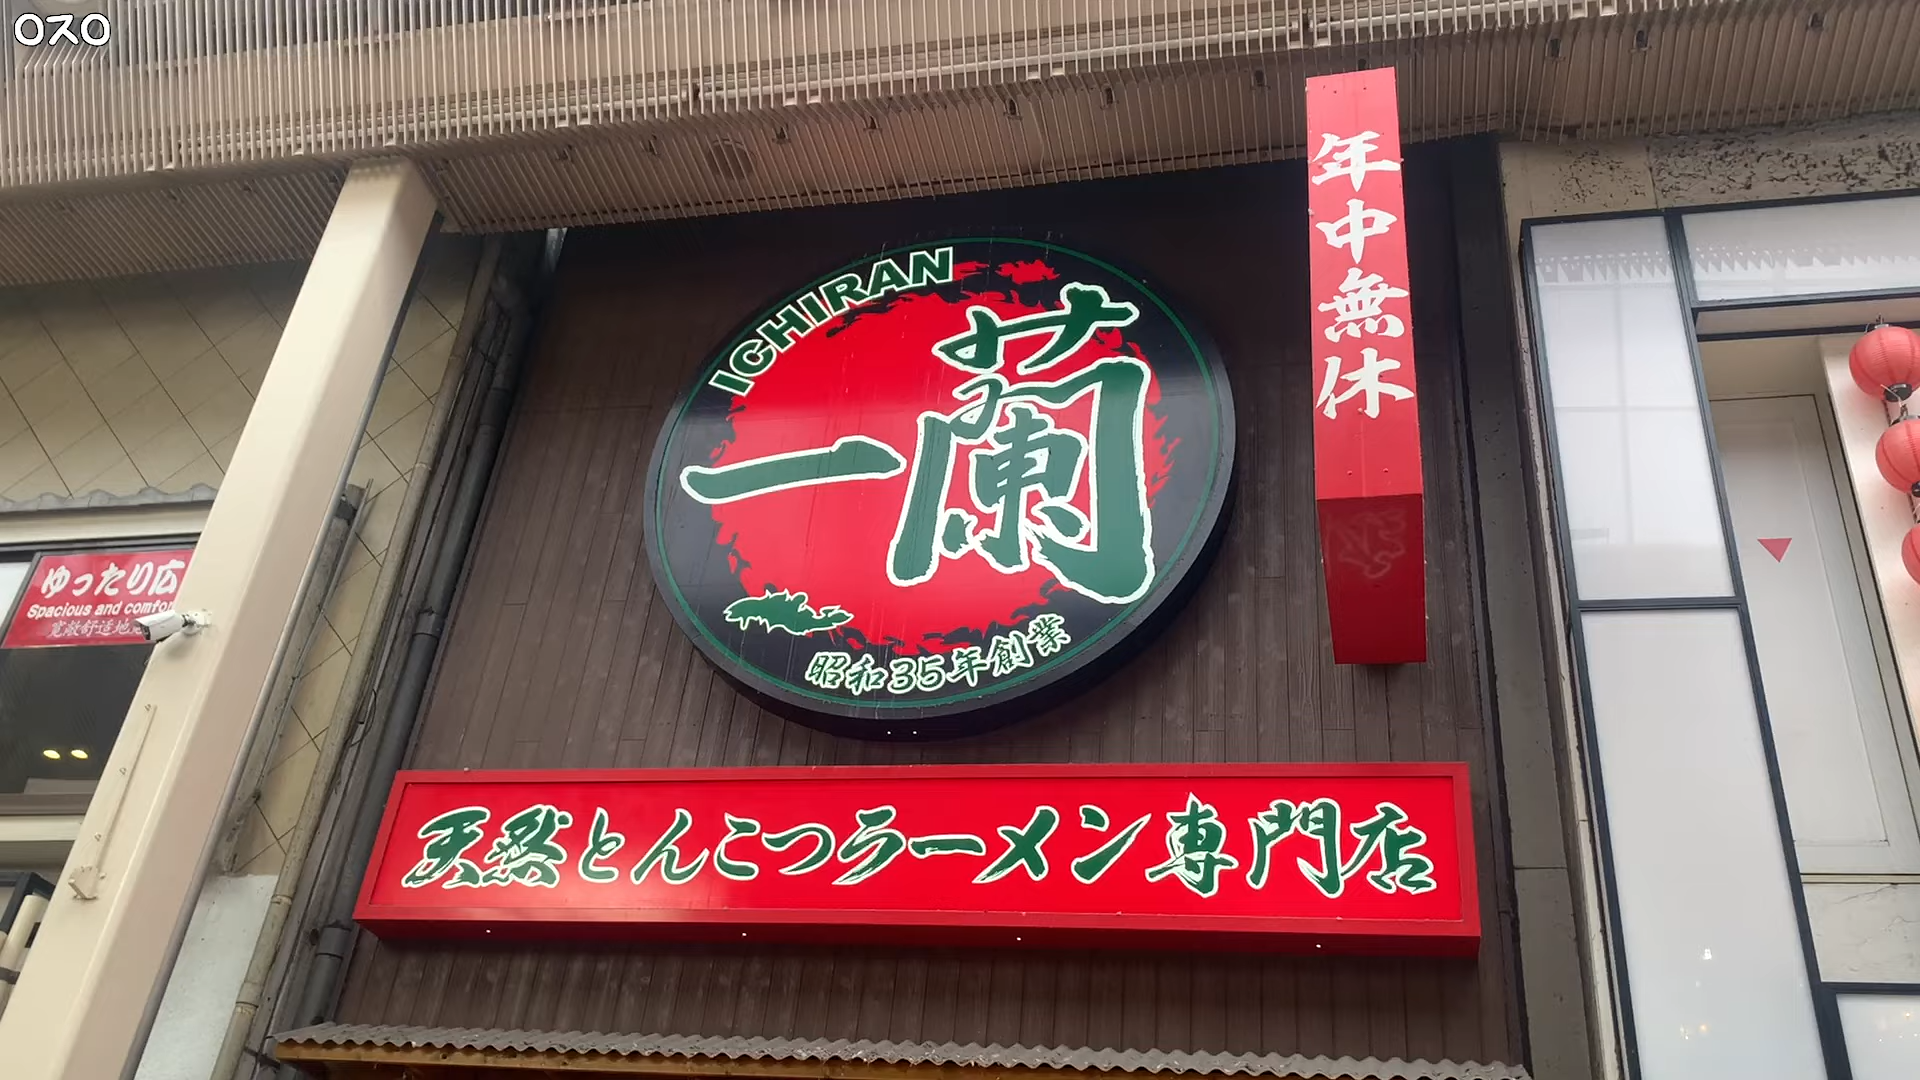 OZO
ICHIRAN
一蘭
昭和35年創業
年中無休
天然とんこつラーメン専門店
ゆったり広
Spacious and comfor
寛敞舒适地